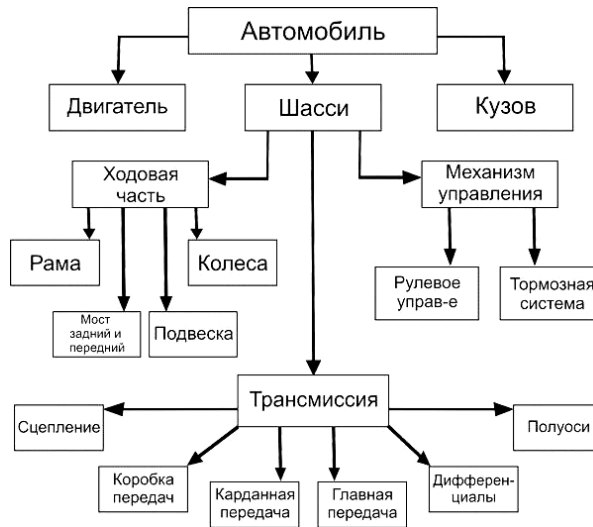 Автомобиль
Двигатель
Шасси
Кузов
Ходовая
часть
Механизм
управления
Рама
Колеса
Рулевое
управ-е
Тормозная
система
Мост
задний и
передний
Подвеска
Трансмиссия
Сцепление
Полуоси
Коробка
передач
Карданная
передача
Главная
передача
Дифферен-
циалы